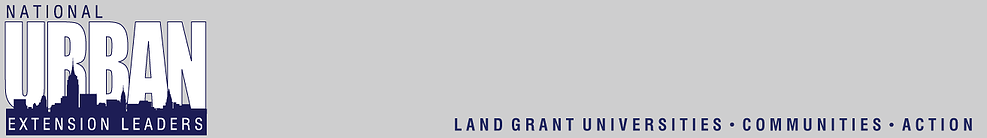 NATIONAL
URBAN
EXTENSION LEADERS
LAND GRANT UNIVERSITIES • COMMUNITIES • ACTION